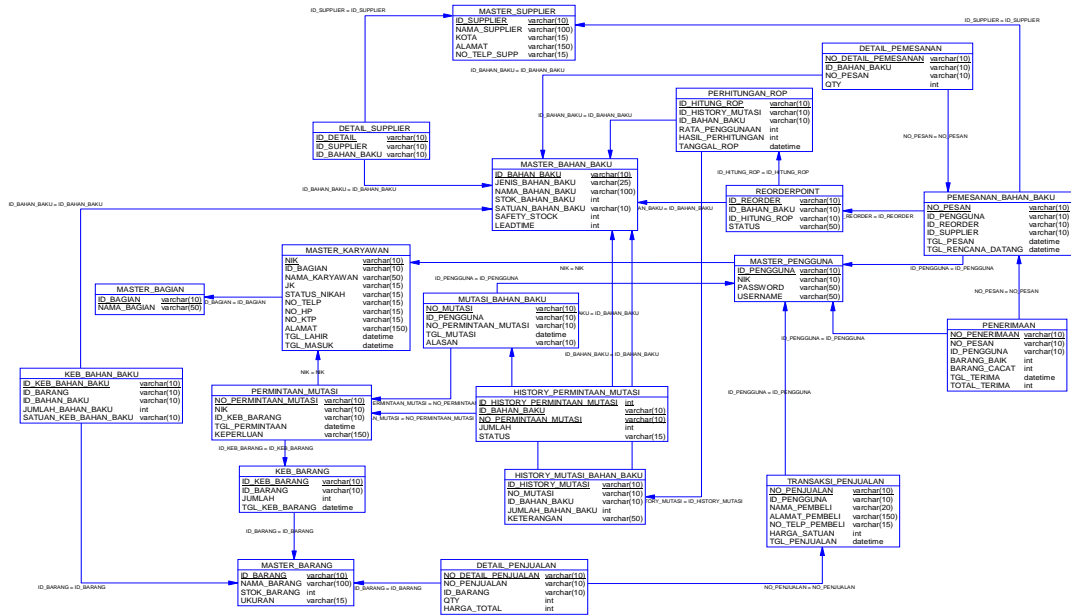 MASTER_SUPPLIER
ID_SUPPLIER varchar(10)
NAMA_SUPPLIER varchar(100)
KOTA varchar(15)
ALAMAT varchar(150)
NO_TELP_SUPP varchar(15)
ID_SUPPLIER = ID_SUPPLIER
ID_SUPPLIER = ID_SUPPLIER
DETAIL_PEMESANAN
NO_DETAIL_PEMESANAN varchar(10)
ID_BAHAN_BAKU varchar(10)
NO_PESAN varchar(10)
QTY int
ID_BAHAN_BAKU = ID_BAHAN_BAKU
PERHITUNGAN_ROP
ID_HITUNG_ROP varchar(10)
ID_HISTORY_MUTASI varchar(10)
ID_BAHAN_BAKU varchar(10)
RATA_PENGGUNAAN int
HASIL_PERHITUNGAN int
TANGGAL_ROP datetime
ID_BAHAN_BAKU = ID_BAHAN_BAKU
NO_PESAN = NO_PESAN
DETAIL_SUPPLIER
ID_DETAIL varchar(10)
ID_SUPPLIER varchar(10)
ID_BAHAN_BAKU varchar(10)
ID_BAHAN_BAKU = ID_BAHAN_BAKU
MASTER_BAHAN_BAKU
ID_BAHAN_BAKU varchar(10)
JENIS_BAHAN_BAKU varchar(25)
NAMA_BAHAN_BAKU varchar(100)
STOK_BAHAN_BAKU int
SATUAN_BAHAN_BAKU varchar(10)
SAFETY_STOCK int
LEADTIME int
ID_HITUNG_ROP = ID_HITUNG_ROP
REORDERPOINT
ID_REORDER varchar(10)
ID_BAHAN_BAKU varchar(10)
ID_HITUNG_ROP varchar(10)
STATUS varchar(50)
AN_BAKU = ID_BAHAN_BAKU
_REORDER = ID_REORDER
PEMESANAN_BAHAN_BAKU
NO_PESAN varchar(10)
ID_PENGGUNA varchar(10)
ID_REORDER varchar(10)
ID_SUPPLIER varchar(10)
TGL_PESAN datetime
TGL_RENCANA_DATANG datetime
ID_BAHAN_BAKU = ID_BAHAN_BAKU
MASTER_KARYAWAN
NIK varchar(10)
ID_BAGIAN varchar(10)
NAMA_KARYAWAN varchar(50)
JK varchar(15)
STATUS_NIKAH varchar(15)
NO_TELP varchar(15)
NO_HP varchar(15)
NO_KTP varchar(15)
ALAMAT varchar(150)
TGL_LAHIR datetime
TGL_MASUK datetime
NIK = NIK
MASTER_PENGGUNA
ID_PENGGUNA varchar(10)
NIK varchar(10)
PASSWORD varchar(50)
USERNAME varchar(50)
ID_PENGGUNA = ID_PENGGUNA
ID_PENGGUNA = ID_PENGGUNA
NO_PESAN = NO_PESAN
MASTER_BAGIAN
ID_BAGIAN varchar(10)
NAMA_BAGIAN varchar(50)
ID_BAGIAN = ID_BAGIAN
MUTASI_BAHAN_BAKU
NO_MUTASI varchar(10)
ID_PENGGUNA varchar(10)
NO_PERMINTAAN_MUTASI varchar(10)
TGL_MUTASI datetime
ALASAN varchar(10)
AKU = ID_BAHAN_BAKU
PENERIMAAN
NO_PENERIMAAN varchar(10)
NO_PESAN varchar(10)
ID_PENGGUNA varchar(10)
BARANG_BAIK int
BARANG_CACAT int
TGL_TERIMA datetime
TOTAL_TERIMA int
ID_PENGGUNA = ID_PENGGUNA
ID_BAHAN_BAKU = ID_BAHAN_BAKU
KEB_BAHAN_BAKU
ID_KEB_BAHAN_BAKU varchar(10)
ID_BARANG varchar(10)
ID_BAHAN_BAKU varchar(10)
JUMLAH_BAHAN_BAKU int
SATUAN_KEB_BAHAN_BAKU varchar(10)
NIK = NIK
PERMINTAAN_MUTASI
NO_PERMINTAAN_MUTASI varchar(10)
NIK varchar(10)
ID_KEB_BARANG varchar(10)
TGL_PERMINTAAN datetime
KEPERLUAN varchar(150)
ERMINTAAN_MUTASI = NO_PERMINTAAN
N_MUTASI = NO_PERMINTAAN_MUTASI
HISTORY_PERMINTAAN_MUTASI
ID_HISTORY_PERMINTAAN_MUTASI int
ID_BAHAN_BAKU varchar(10)
NO_PERMINTAAN_MUTASI varchar(10)
JUMLAH int
STATUS varchar(15)
ID_PENGGUNA = ID_PENGGUNA
ID_KEB_BARANG = ID_KEB_BARANG
KEB_BARANG
ID_KEB_BARANG varchar(10)
ID_BARANG varchar(10)
JUMLAH int
TGL_KEB_BARANG datetime
HISTORY_MUTASI_BAHAN_BAKU
ID_HISTORY_MUTASI varchar(10)
NO_MUTASI varchar(10)
ID_BAHAN_BAKU varchar(10)
JUMLAH_BAHAN_BAKU int
KETERANGAN varchar(50)
TORY_MUTASI = ID_HISTORY_MUTASI
TRANSAKSI_PENJUALAN
NO_PENJUALAN varchar(10)
ID_PENGGUNA varchar(10)
NAMA_PEMBELI varchar(20)
ALAMAT_PEMBELI varchar(150)
NO_TELP_PEMBELI varchar(15)
HARGA_SATUAN int
TGL_PENJUALAN datetime
ID_BARANG = ID_BARANG
MASTER_BARANG
ID_BARANG varchar(10)
NAMA_BARANG varchar(100)
STOK_BARANG int
UKURAN varchar(15)
ID_BARANG = ID_BARANG
ID_BARANG = ID_BARANG
DETAIL_PENJUALAN
NO_DETAIL_PENJUALAN varchar(10)
NO_PENJUALAN varchar(10)
ID_BARANG varchar(10)
QTY int
HARGA_TOTAL int
NO_PENJUALAN = NO_PENJUALAN